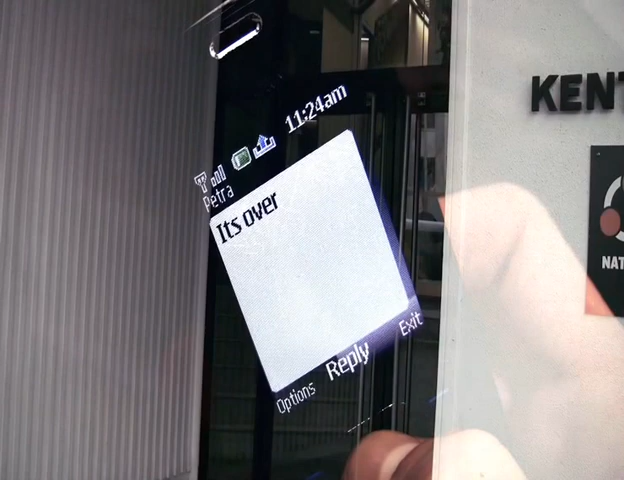 11:24am
Petra
Its over
Options Reply Exit
KENT
NAT